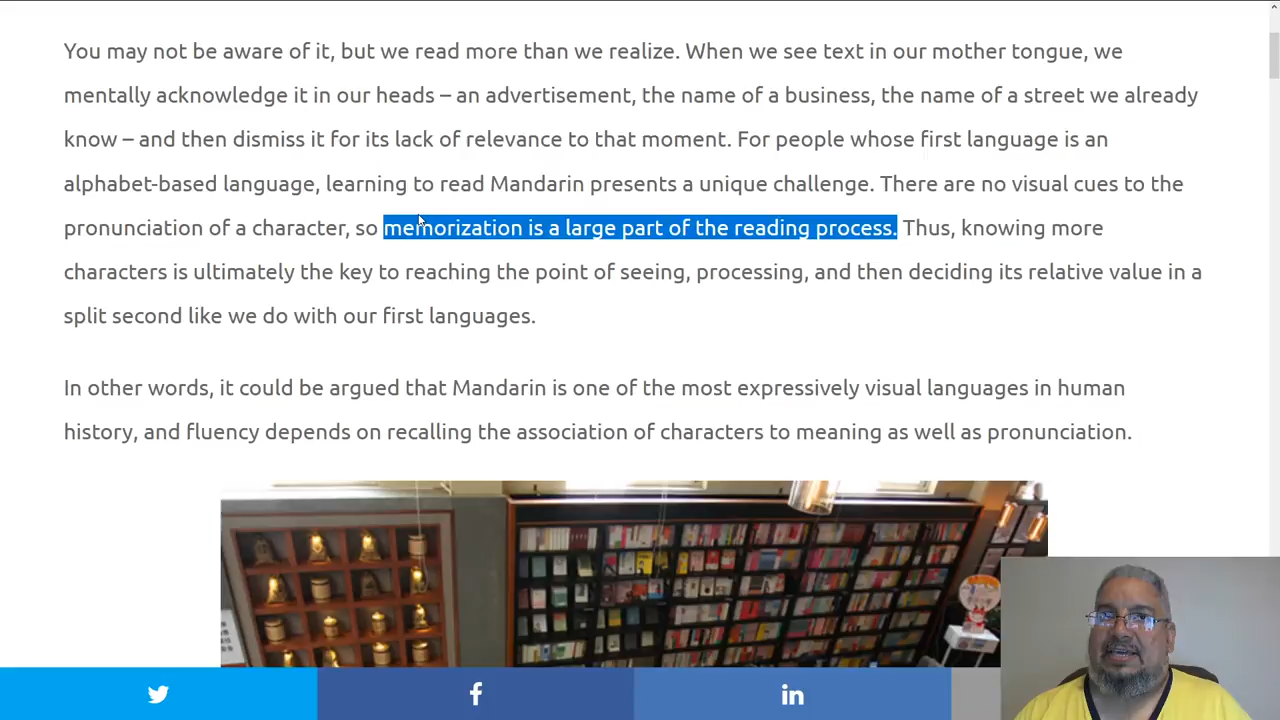 You may not be aware of it, but we read more than we realize. When we see text in our mother tongue, we
mentally acknowledge it in our heads – an advertisement, the name of a business, the name of a street we already
know – and then dismiss it for its lack of relevance to that moment. For people whose first language is an
alphabet-based language, learning to read Mandarin presents a unique challenge. There are no visual cues to the
pronunciation of a character, so memorization is a large part of the reading process. Thus, knowing more
characters is ultimately the key to reaching the point of seeing, processing, and then deciding its relative value in a
split second like we do with our first languages.
In other words, it could be argued that Mandarin is one of the most expressively visual languages in human
history, and fluency depends on recalling the association of characters to meaning as well as pronunciation.